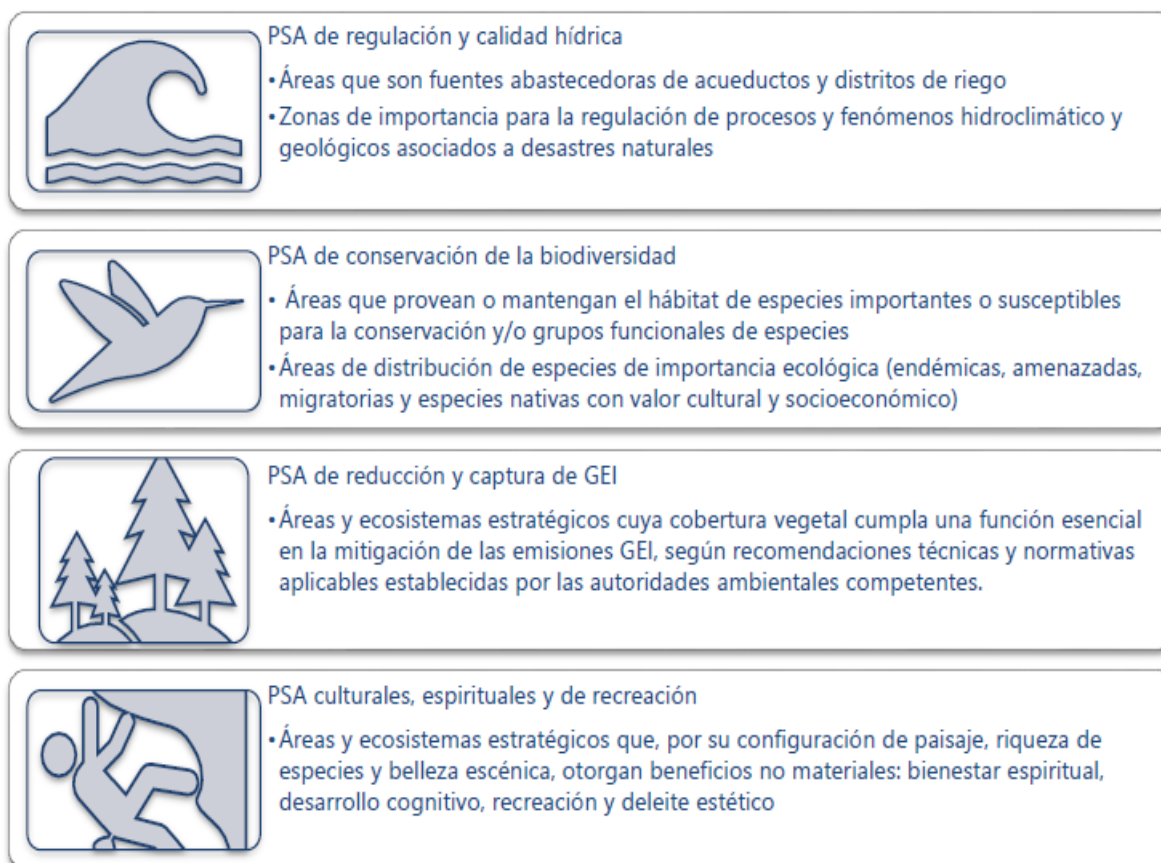 PSA de regulación y calidad hídrica
•Áreas que son fuentes abastecedoras de acueductos y distritos de riego
•Zonas de importancia para la regulación de procesos y fenómenos hidroclimático y
geológicos asociados a desastres naturales
PSA de conservación de la biodiversidad
• Áreas que provean o mantengan el hábitat de especies importantes o susceptibles
para la conservación y/o grupos funcionales de especies
•Áreas de distribución de especies de importancia ecológica (endémicas, amenazadas,
migratorias y especies nativas con valor cultural y socioeconómico)
PSA de reducción y captura de GEI
•Áreas y ecosistemas estratégicos cuya cobertura vegetal cumpla una función esencial
en la mitigación de las emisiones GEI, según recomendaciones técnicas y normativas
aplicables establecidas por las autoridades ambientales competentes.
PSA culturales, espirituales y de recreación
•Áreas y ecosistemas estratégicos que, por su configuración de paisaje, riqueza de
especies y belleza escénica, otorgan beneficios no materiales: bienestar espiritual,
desarrollo cognitivo, recreación y deleite estético